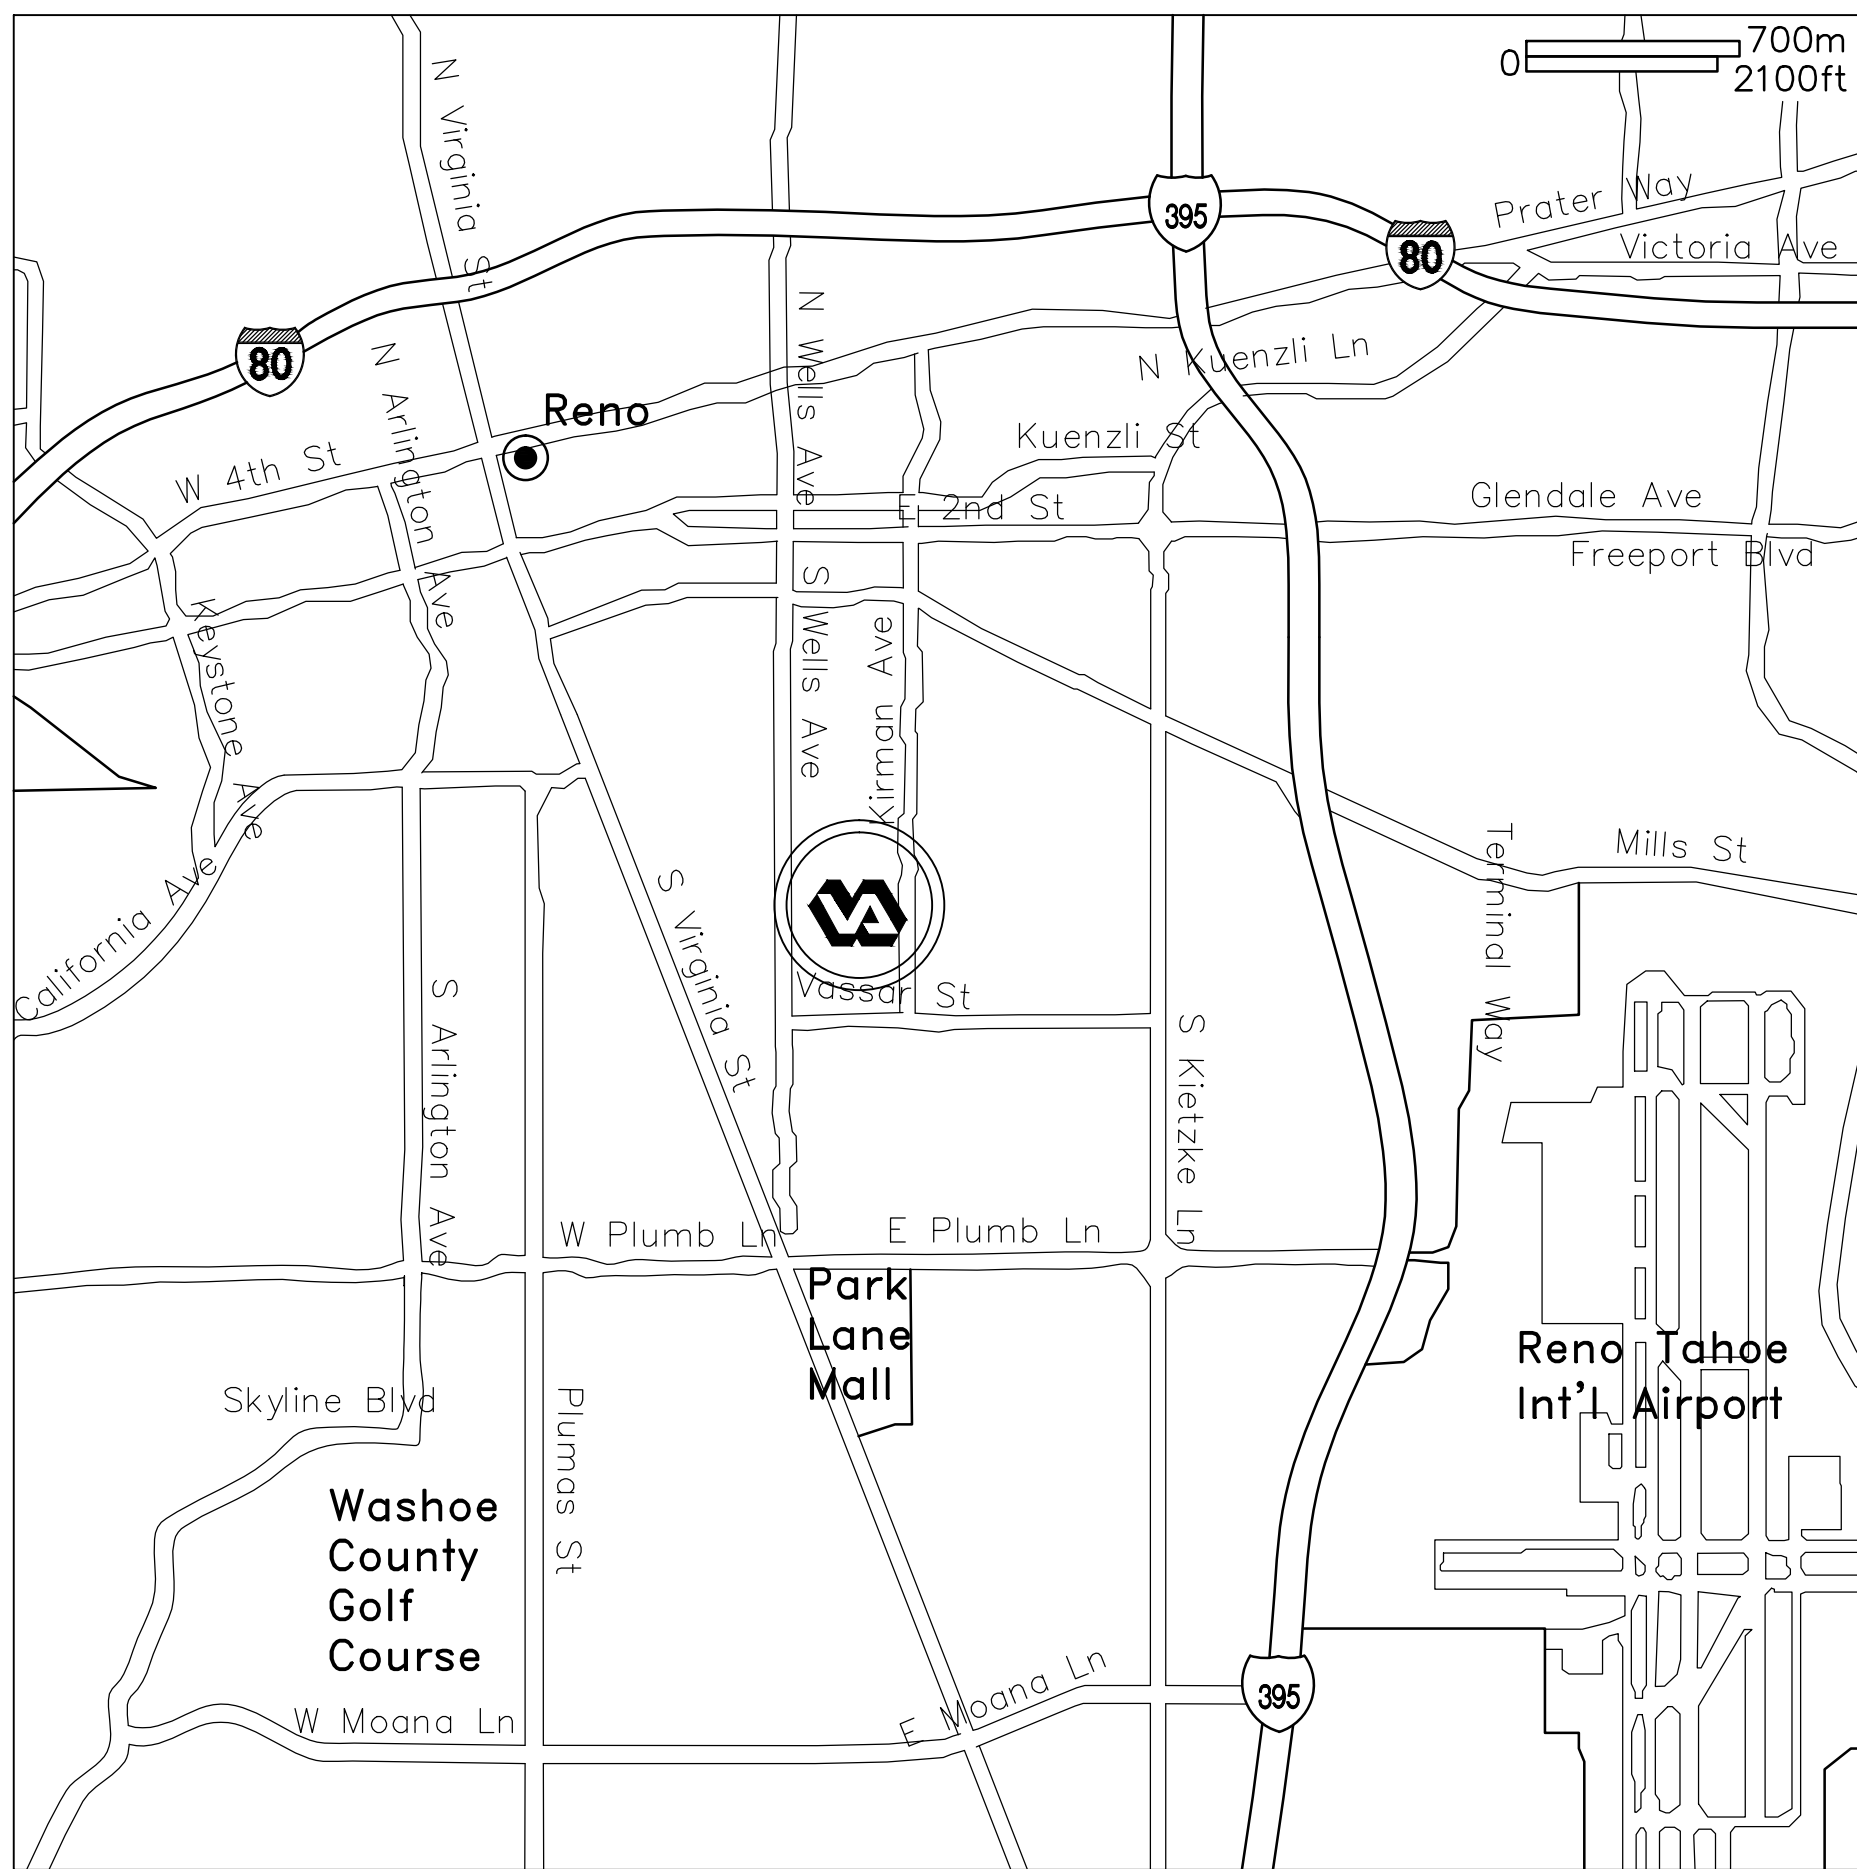 700m
0
2100ft
N Virginia St
395
Prater Way
Victoria Ave
80
80
N Wells Ave
N Arlington Ave
N Kuenzli Ln
Reno
Kuenzli St
W 4th St
E 2nd St
Glendale Ave
Freeport Blvd
Keystone Ave
S Wells Ave
Kirman Ave
California Ave
S Virginia St
VA
Terminal Way
Mills St
Vassar St
S Arlington Ave
S Kietzke Ln
W Plumb Ln
E Plumb Ln
Park
Lane
Mall
Reno Tahoe
Int'l Airport
Skyline Blvd
Plumas St
Washoe
County
Golf
Course
W Moana Ln
E Moana Ln
395